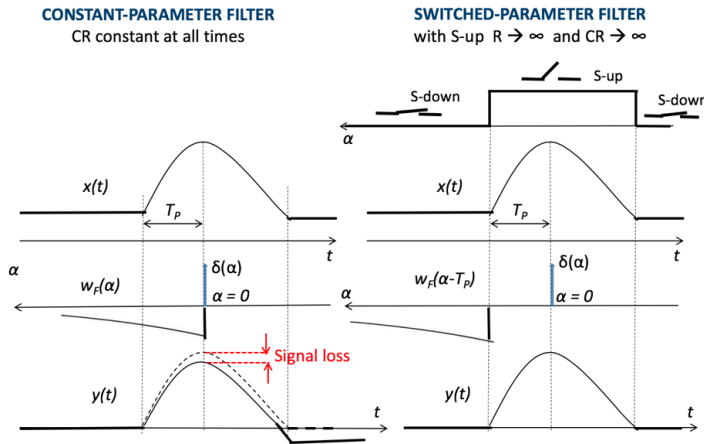 CONSTANT-PARAMETER FILTER
CR constant at all times
SWITCHED-PARAMETER FILTER
with S-up R → ∞ and CR → ∞
S-down
S-up
S-down
α
x(t)
T_P
t
x(t)
T_P
t
α
w_F(α)
δ(α)
α = 0
α
w_F(α-T_P)
δ(α)
α = 0
Signal loss
y(t)
t
y(t)
t